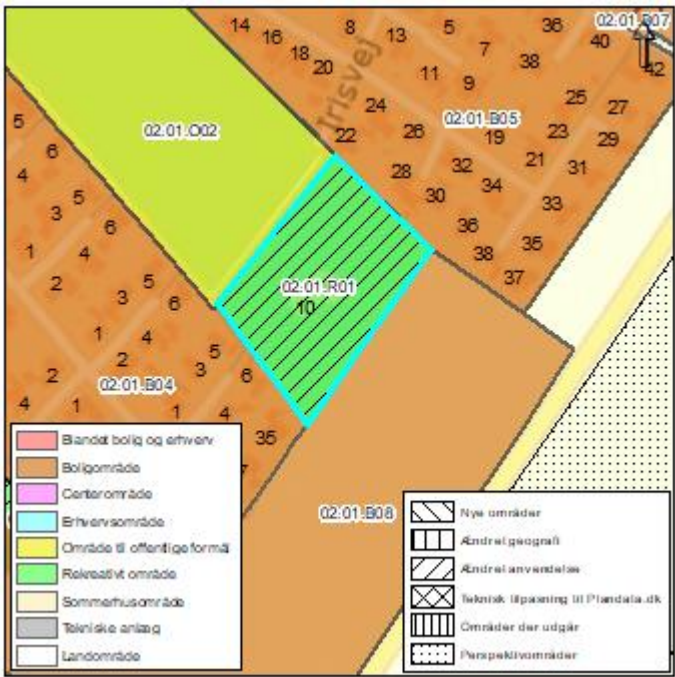 02.01.B07
14
16
18
20
8
13
5
7
36
40
42
Irisvej
11
9
38
24
25
27
02.01.O02
22
26
02.01.B05
19
23
29
5
6
28
32
21
31
4
5
30
34
3
6
33
36
1
4
35
2
38
5
37
3
6
02.01.R01
10
1
4
2
5
2
3
6
02.01.B04
4
1
1
4
35
Blandet bolig og erhverv
Boligområde
Centerområde
Erhvervsområde
Område til offentlige formål
Rekreativt område
Sommerhusområde
Tekniske anlæg
Landområde
02.01.B08
Nye områder
Ændret geografi
Ændret anvendelse
Teknisk tilpasning til Plandata.dk
Områder der udgår
Perspektivområder